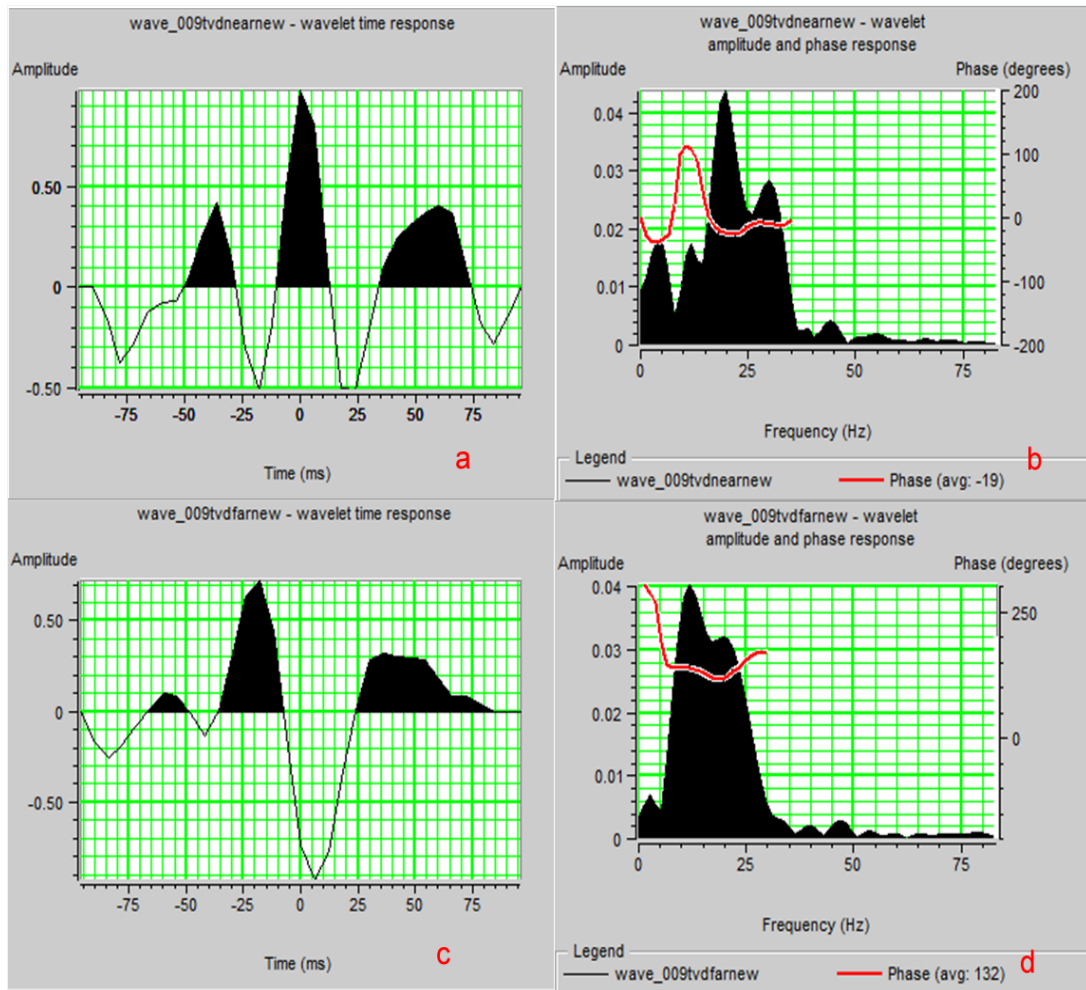 wave_009tvdnearnew - wavelet time response
Amplitude
0.50
0
-0.50
-75 -50 -25 0 25 50 75
Time (ms)
a
wave_009tvdnearnew - wavelet
amplitude and phase response
Amplitude Phase (degrees)
0.04
0.03
0.02
0.01
0
200
100
0
-100
-200
0 25 50 75
Frequency (Hz)
b
Legend
wave_009tvdnearnew Phase (avg: -19)
wave_009tvdfarnew - wavelet time response
Amplitude
0.50
0
-0.50
-75 -50 -25 0 25 50 75
Time (ms)
c
wave_009tvdfarnew - wavelet
amplitude and phase response
Amplitude Phase (degrees)
0.04
0.03
0.02
0.01
0
250
0
0 25 50 75
Frequency (Hz)
Legend
wave_009tvdfarnew Phase (avg: 132)
d